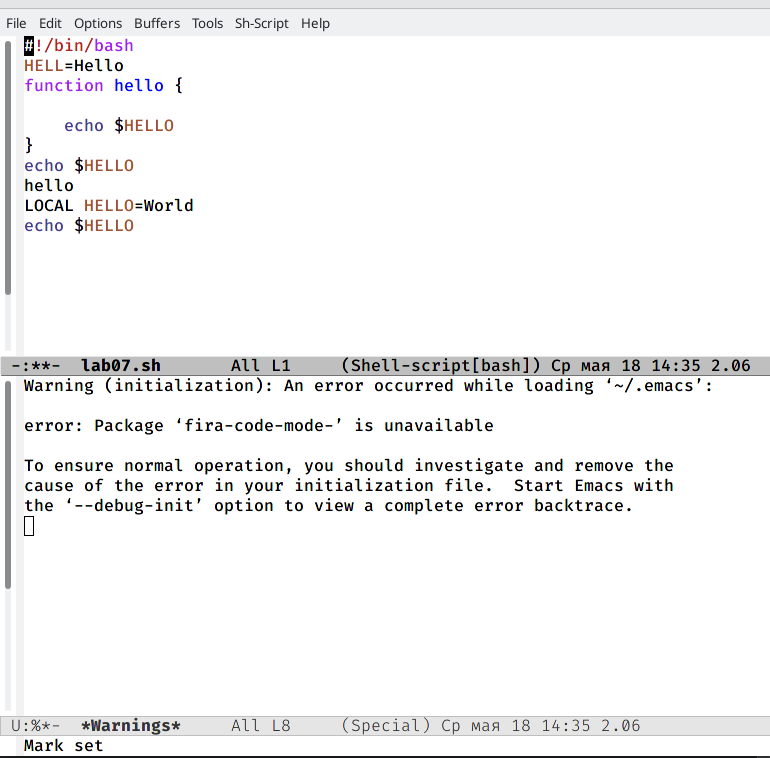 File Edit Options Buffers Tools Sh-Script Help
#!/bin/bash
HELL=Hello
function hello {
    echo $HELLO
}
echo $HELLO
hello
LOCAL HELLO=World
echo $HELLO
-:**-  lab07.sh       All L1     (Shell-script[bash]) Ср мая 18 14:35 2.06
Warning (initialization): An error occurred while loading ‘~/.emacs’:
error: Package ‘fira-code-mode-’ is unavailable
To ensure normal operation, you should investigate and remove the
cause of the error in your initialization file.  Start Emacs with
the ‘--debug-init’ option to view a complete error backtrace.
U:%*-  *Warnings*     All L8     (Special) Ср мая 18 14:35 2.06
Mark set